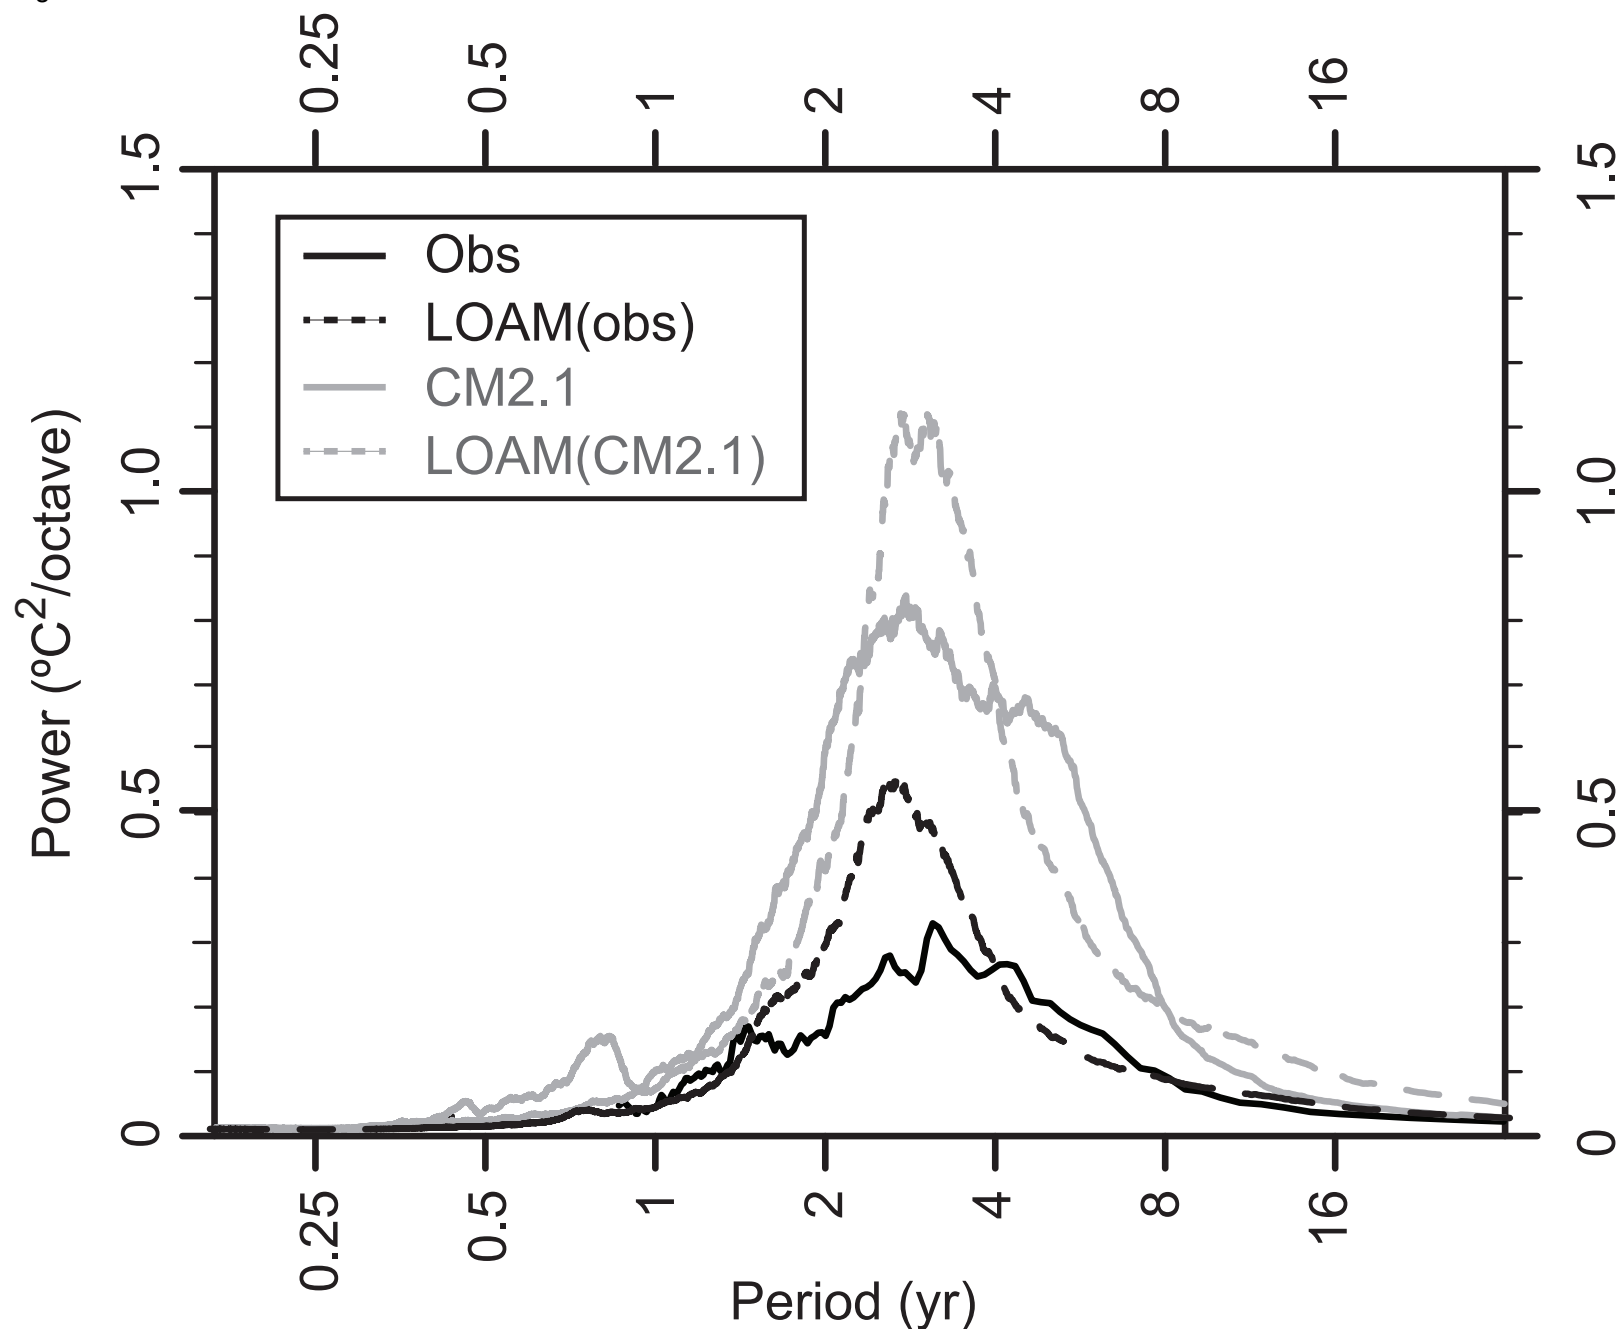 0.25 0.5 1 2 4 8 16
1.5 1.5
Obs
LOAM(obs)
CM2.1
LOAM(CM2.1)
1.0 1.0
Power (ºC2/octave)
0.5 0.5
0 0
0.25 0.5 1 2 4 8 16
Period (yr)